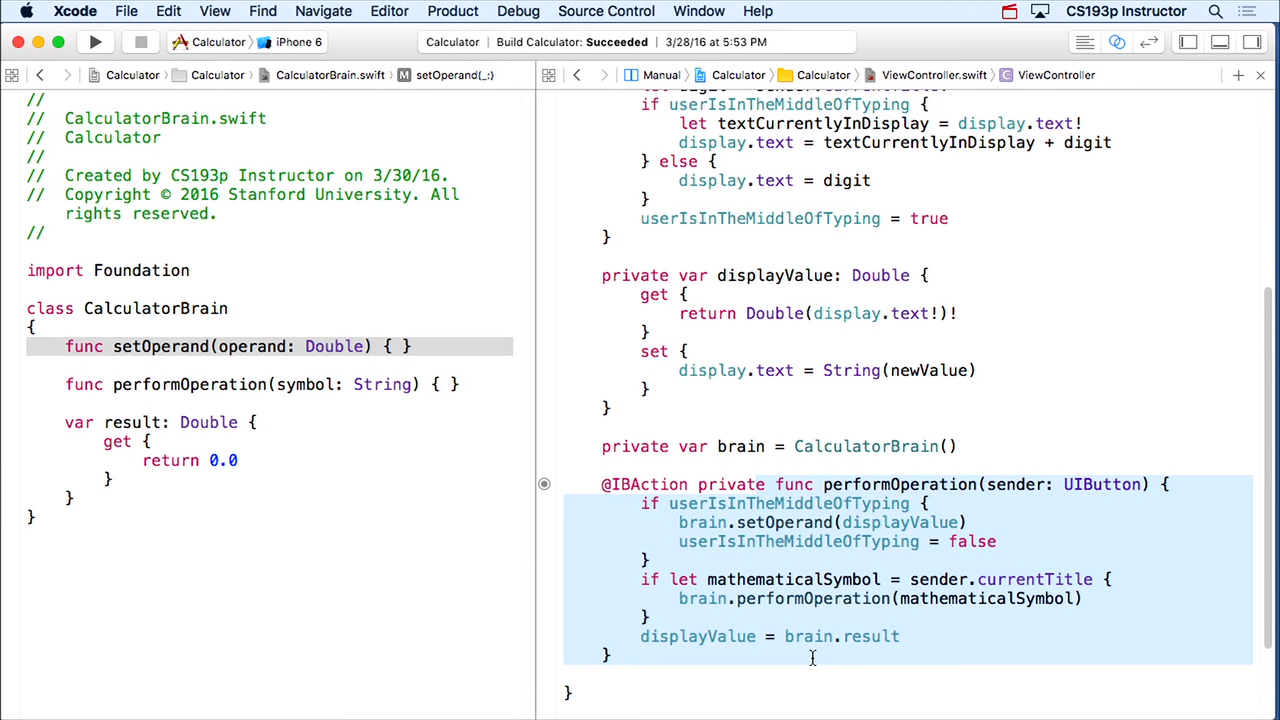 Xcode File Edit View Find Navigate Editor Product Debug Source Control Window Help CS193p Instructor
Calculator iPhone 6 Calculator Build Calculator: Succeeded 3/28/16 at 5:53 PM
Calculator Calculator CalculatorBrain.swift M setOperand(_:)
Manual Calculator Calculator ViewController.swift C ViewController
//
// CalculatorBrain.swift
// Calculator
//
// Created by CS193p Instructor on 3/30/16.
// Copyright © 2016 Stanford University. All
rights reserved.
//
import Foundation
class CalculatorBrain
{
func setOperand(operand: Double) { }
func performOperation(symbol: String) { }
var result: Double {
get {
return 0.0
}
}
}
if userIsInTheMiddleOfTyping {
let textCurrentlyInDisplay = display.text!
display.text = textCurrentlyInDisplay + digit
} else {
display.text = digit
}
userIsInTheMiddleOfTyping = true
}
private var displayValue: Double {
get {
return Double(display.text!)!
}
set {
display.text = String(newValue)
}
}
private var brain = CalculatorBrain()
@IBAction private func performOperation(sender: UIButton) {
if userIsInTheMiddleOfTyping {
brain.setOperand(displayValue)
userIsInTheMiddleOfTyping = false
}
if let mathematicalSymbol = sender.currentTitle {
brain.performOperation(mathematicalSymbol)
}
displayValue = brain.result
}
}